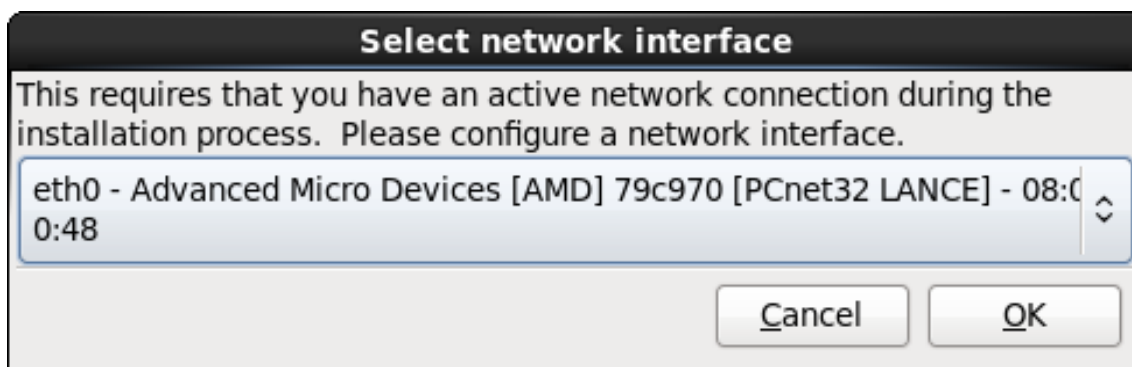 Select network interface
This requires that you have an active network connection during the
installation process.  Please configure a network interface.
eth0 - Advanced Micro Devices [AMD] 79c970 [PCnet32 LANCE] - 08:0
0:48
Cancel
OK